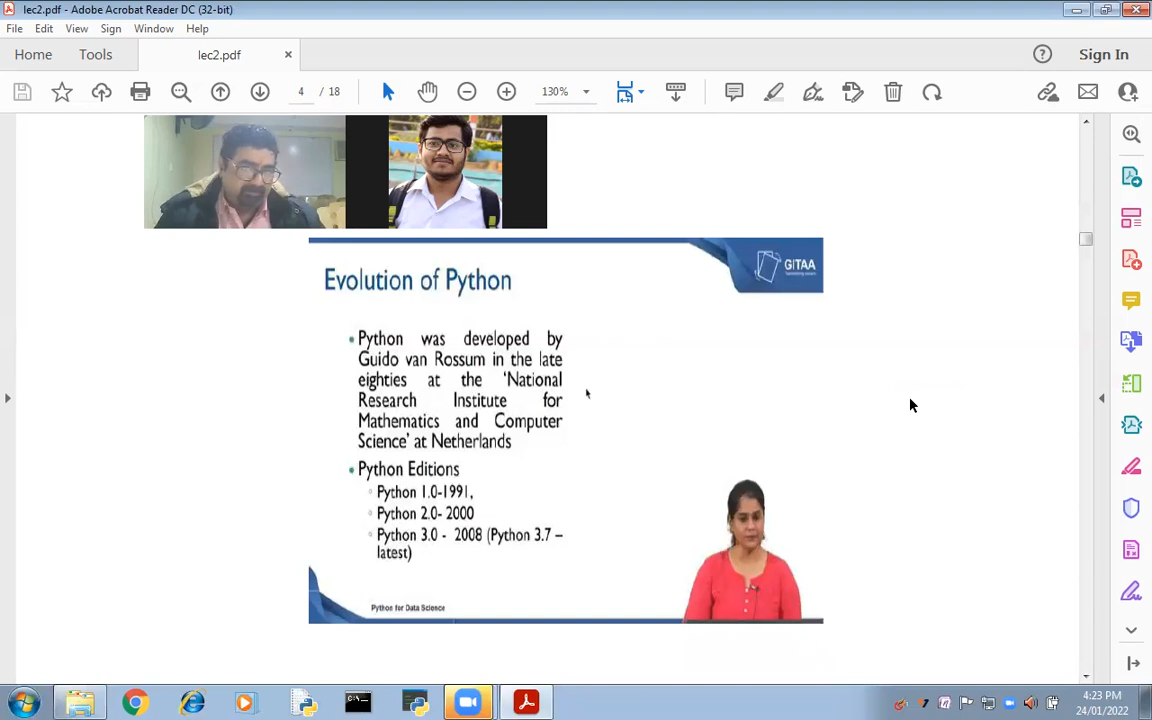 lec2.pdf - Adobe Acrobat Reader DC (32-bit)
File Edit View Sign Window Help
Home Tools lec2.pdf × Sign In
4 / 18 130%
GITAA
Evolution of Python
• Python was developed by
Guido van Rossum in the late
eighties at the ‘National
Research Institute for
Mathematics and Computer
Science’ at Netherlands
• Python Editions
◦ Python 1.0-1991,
◦ Python 2.0- 2000
◦ Python 3.0 - 2008 (Python 3.7 –
latest)
Python for Data Science
4:23 PM
24/01/2022